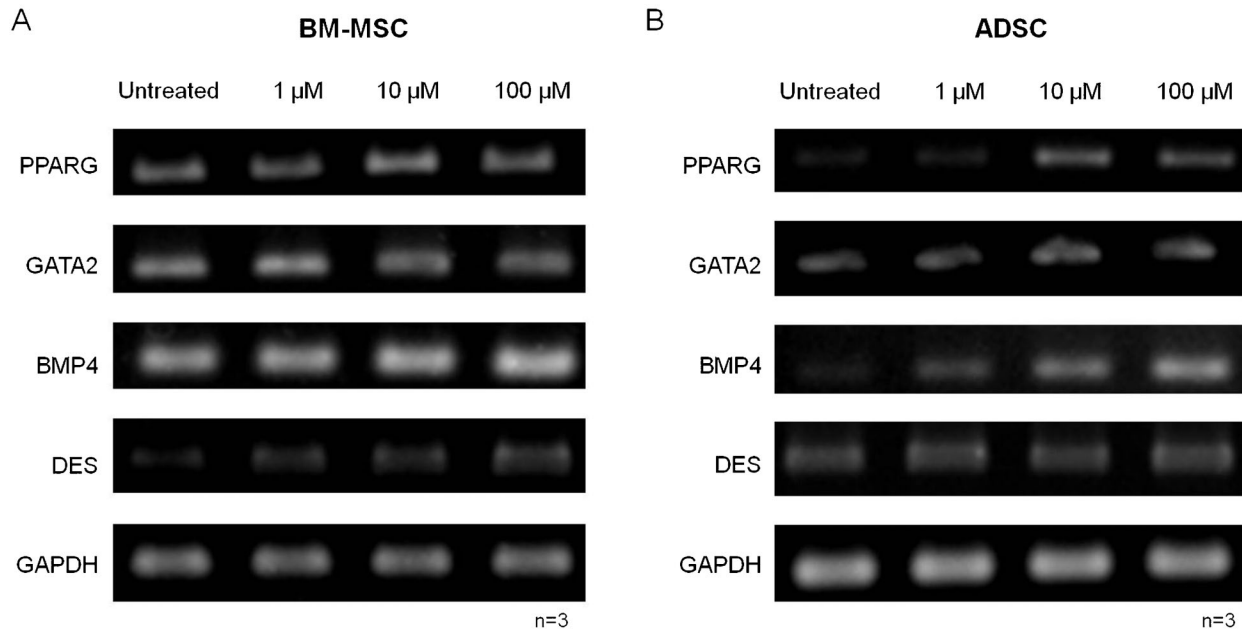 A
BM-MSC
Untreated 1 µM 10 µM 100 µM
PPARG
GATA2
BMP4
DES
GAPDH
n=3
B
ADSC
Untreated 1 µM 10 µM 100 µM
PPARG
GATA2
BMP4
DES
GAPDH
n=3